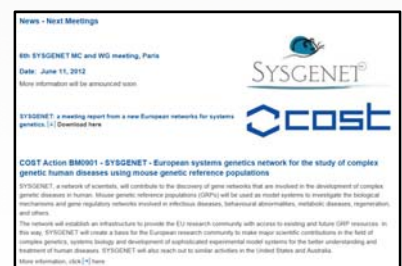 News - Next Meetings
6th SYSGENET MC and WG meeting, Paris
Date: June 11, 2012
More information will be announced soon
SYSGENET: a meeting report from a new European networks for systems
genetics.[+] Download here
SYSGENET
cost
COST Action BM0901 - SYSGENET - European systems genetics network for the study of complex
genetic human diseases using mouse genetic reference populations
SYSGENET, a network of scientists, will contribute to the discovery of gene networks that are involved in the development of complex
genetic diseases in human. Mouse genetic reference populations (GRPs) will be used as model systems to investigate the biological
mechanisms and gene regulatory networks involved in infectious diseases, behavioural abnormalities, metabolic diseases, regeneration,
and others.
The network will establish an infrastructure to provide the EU research community with access to existing and future GRP resources. In
this way, SYSGENET will create a basis for the European research community to make major scientific contributions in the field of
complex genetics, systems biology and development of sophisticated experimental model systems for the better understanding and
treatment of human diseases. SYSGENET will also reach out to similar activities in the United States and Australia.
More information, click [+] here